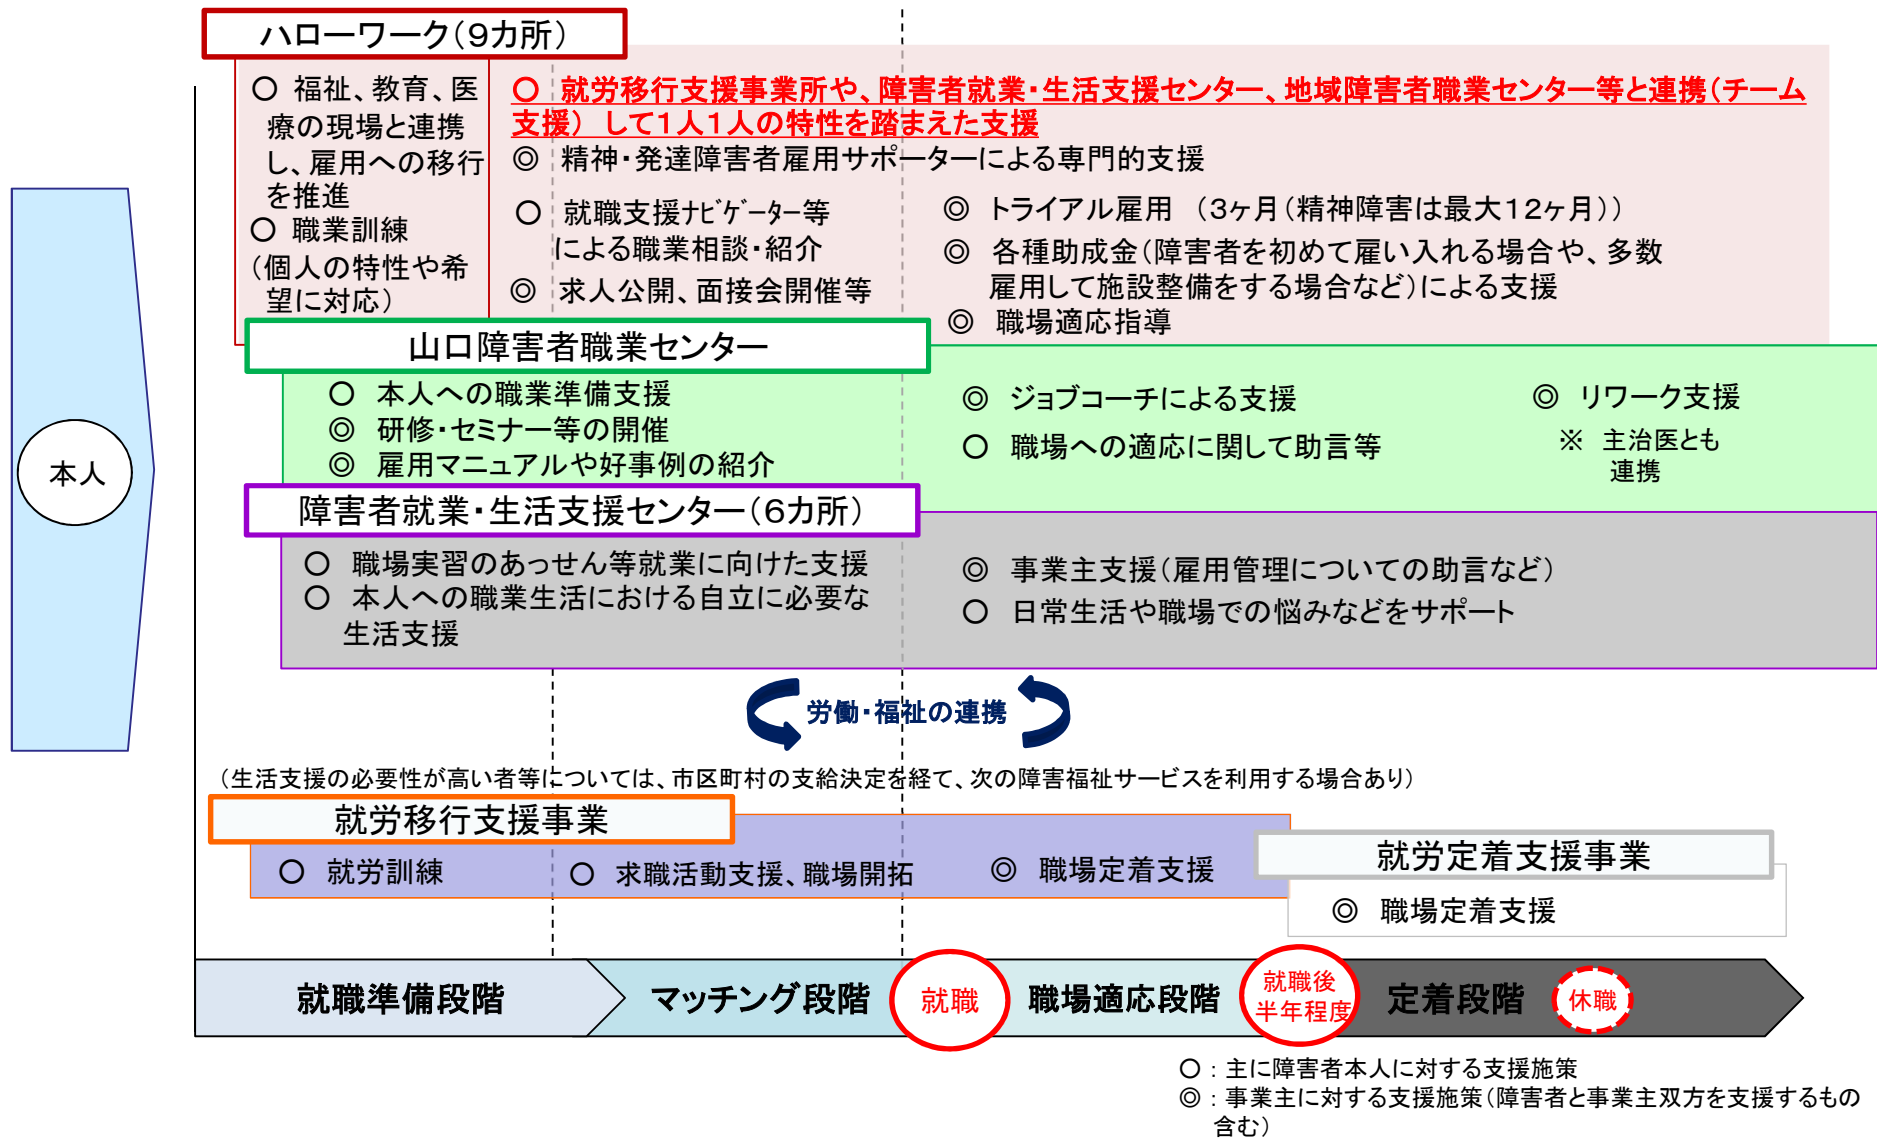 ハローワーク（９カ所）
○ 福祉、教育、医
療の現場と連携
し、雇用への移行
を推進
○ 職業訓練
（個人の特性や希
望に対応）
○ 就労移行支援事業所や、障害者就業・生活支援センター、地域障害者職業センター等と連携（チーム
支援） して１人１人の特性を踏まえた支援
◎ 精神・発達障害者雇用サポーターによる専門的支援
○ 就職支援ﾅﾋﾞｹﾞｰﾀｰ等
による職業相談・紹介
◎ 求人公開、面接会開催等
◎ トライアル雇用 （３ヶ月（精神障害は最大１２ヶ月））
◎ 各種助成金（障害者を初めて雇い入れる場合や、多数
雇用して施設整備をする場合など）による支援
◎ 職場適応指導
本人
山口障害者職業センター
○ 本人への職業準備支援
◎ 研修・セミナー等の開催
◎ 雇用マニュアルや好事例の紹介
◎ ジョブコーチによる支援
○ 職場への適応に関して助言等
◎ リワーク支援
※ 主治医とも
連携
障害者就業・生活支援センター（６カ所）
○ 職場実習のあっせん等就業に向けた支援
○ 本人への職業生活における自立に必要な
生活支援
◎ 事業主支援（雇用管理についての助言など）
○ 日常生活や職場での悩みなどをサポート
労働・福祉の連携
（生活支援の必要性が高い者等については、市区町村の支給決定を経て、次の障害福祉サービスを利用する場合あり）
就労移行支援事業
○ 就労訓練
○ 求職活動支援、職場開拓
◎ 職場定着支援
就労定着支援事業
◎ 職場定着支援
就職準備段階
マッチング段階
就職
職場適応段階
就職後
半年程度
定着段階
休職
○：主に障害者本人に対する支援施策
◎：事業主に対する支援施策（障害者と事業主双方を支援するもの
含む）